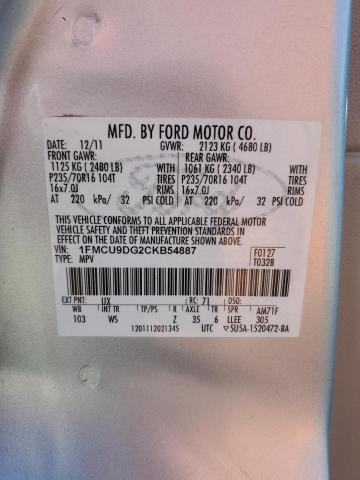 MFD. BY FORD MOTOR CO.
DATE: 12/11 GVWR: 2123 KG (4680 LB)
FRONT GAWR: REAR GAWR:
1125 KG (2480 LB) 1061 KG (2340 LB)
P235/70R16 104T TIRES P235/70R16 104T TIRES
16x7.0J RIMS 16x7.0J RIMS
AT 220 kPa/ 32 PSI COLD AT 220 kPa/ 32 PSI COLD
THIS VEHICLE CONFORMS TO ALL APPLICABLE FEDERAL MOTOR
VEHICLE SAFETY AND THEFT PREVENTION STANDARDS IN EFFECT
ON THE DATE OF MANUFACTURE SHOWN ABOVE.
VIN: 1FMCU9DG2CKB54887 F0127
TYPE: MPV T0328
EXT PNT: UX RC: 71 DSO:
WB INT TR TP/PS R AXLE TR SPR AM71F
103 WS Z 35 6 LLEE 305
1201112021345 UTC 5U5A-1520472-BA